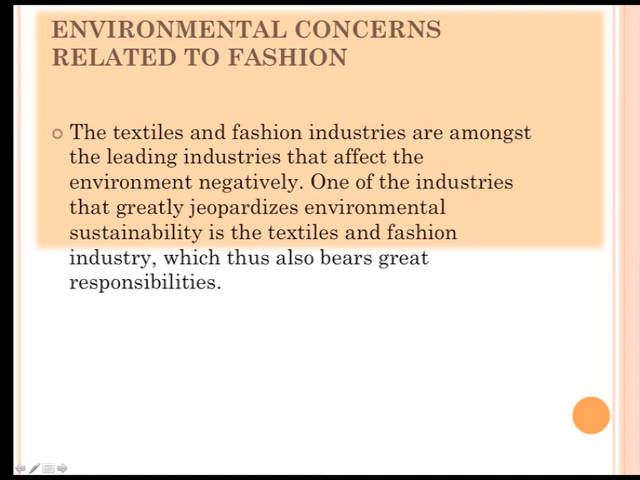 ENVIRONMENTAL CONCERNS
RELATED TO FASHION
The textiles and fashion industries are amongst
the leading industries that affect the
environment negatively. One of the industries
that greatly jeopardizes environmental
sustainability is the textiles and fashion
industry, which thus also bears great
responsibilities.